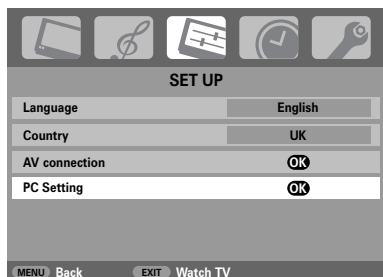 SET UP
Language English
Country UK
AV connection OK
PC Setting OK
MENU Back EXIT Watch TV